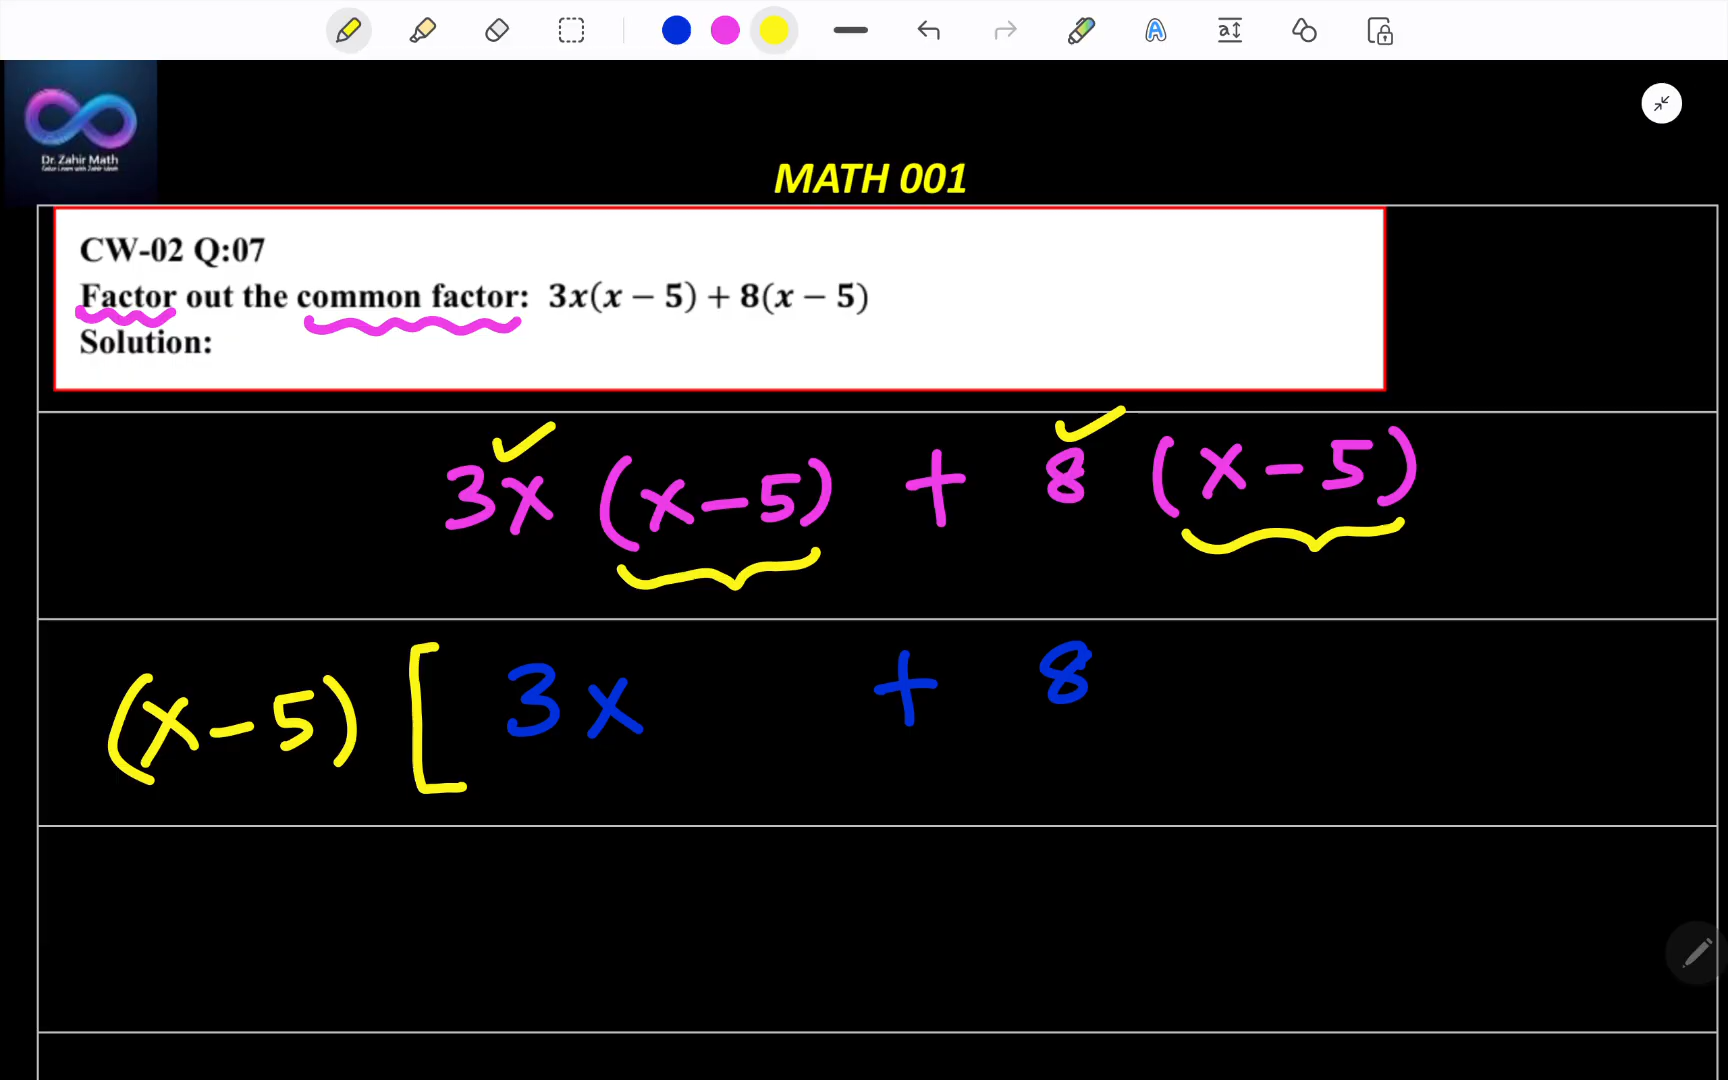 Dr. Zahir Math
MATH 001
CW-02 Q:07
Factor out the common factor: 3x(x − 5) + 8(x − 5)
Solution:
3x (x-5) + 8 (x-5)
(x-5) [ 3x + 8